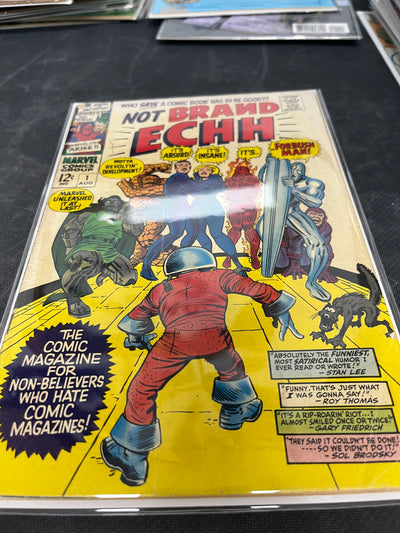 WHO SAYS A COMIC BOOK HAS TO BE GOOD??
NOT BRAND
ECHH
MARVEL
COMICS
GROUP
12¢
IND.
1
AUG
MARVEL
UNLEASHED
IT AT
LAST!
WOTTA
REVOLTIN'
DEVELOPMENT!
IT'S
ABSURD!
IT'S
INSANE!
IT'S...
...FORBUSH
MAN!
THE
COMIC
MAGAZINE
FOR
NON-BELIEVERS
WHO HATE
COMIC
MAGAZINES!
"ABSOLUTELY THE FUNNIEST,
MOST SATIRICAL HUMOR I
EVER READ OR WROTE!"
- STAN LEE
"FUNNY, THAT'S JUST WHAT
I WAS GONNA SAY!"
- ROY THOMAS
"IT'S A RIP-ROARIN' RIOT...I
ALMOST SMILED ONCE OR TWICE!"
- GARY FRIEDRICH
"THEY SAID IT COULDN'T BE DONE!
----SO WE DIDN'T DO IT!"
- SOL BRODSKY